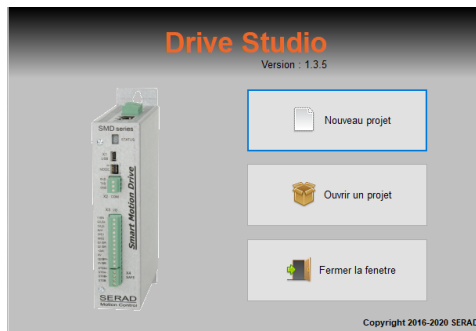 Drive Studio
Version : 1.3.5
SMD series
STATUS
Smart Motion Drive
SERAD
Motion Control
Nouveau projet
Ouvrir un projet
Fermer la fenetre
Copyright 2016-2020 SERAD